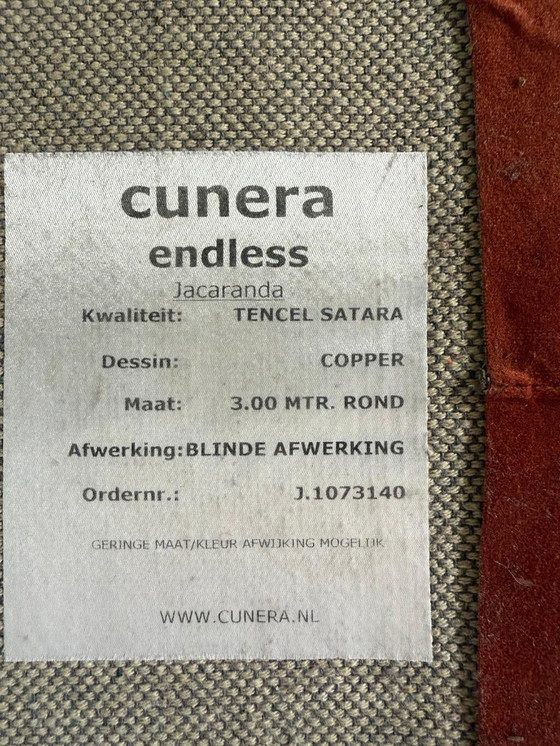 cunera
endless
Jacaranda
Kwaliteit: TENCEL SATARA
Dessin: COPPER
Maat: 3.00 MTR. ROND
Afwerking:BLINDE AFWERKING
Ordernr.: J.1073140
GERINGE MAAT/KLEUR AFWIJKING MOGELIJK
WWW.CUNERA.NL